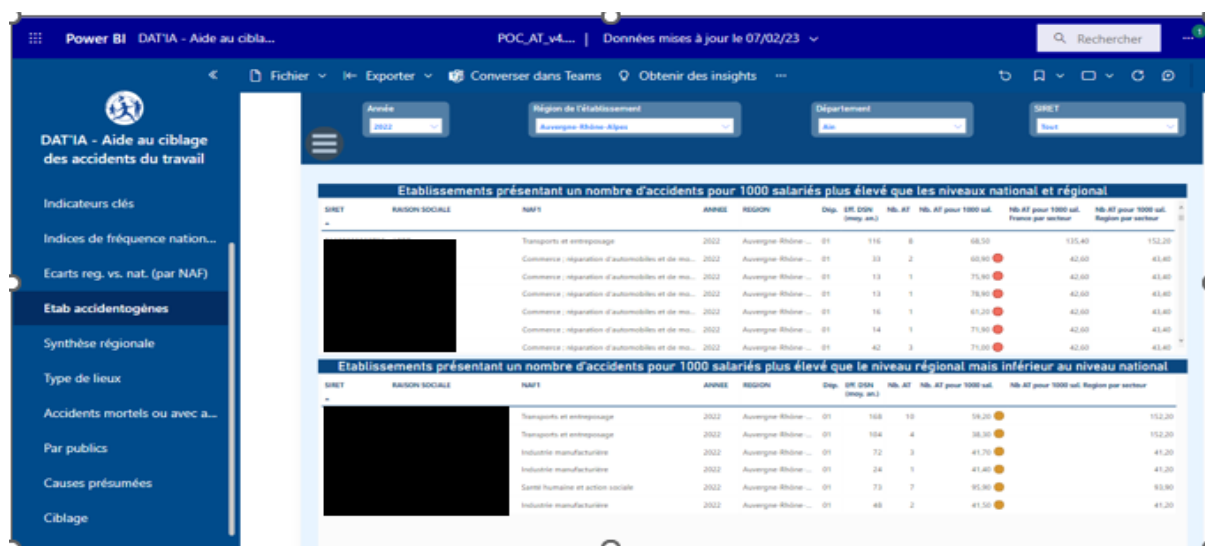 Power BI DAT'IA - Aide au cibla... POC_AT_v4.... | Données mises à jour le 07/02/23 Rechercher ... 1
« Fichier Exporter Converser dans Teams Obtenir des insights ...
DAT'IA - Aide au ciblage
des accidents du travail
Indicateurs clés
Indices de fréquence nation...
Ecarts reg. vs. nat. (par NAF)
Etab accidentogènes
Synthèse régionale
Type de lieux
Accidents mortels ou avec a...
Par publics
Causes présumées
Ciblage
Année Région de l'établissement Département SIRET
2022 Auvergne-Rhône-Alpes Ain Tout
Etablissements présentant un nombre d'accidents pour 1000 salariés plus élevé que les niveaux national et régional
SIRET RAISON SOCIALE NAF1 ANNEE REGION Dép. Eff. DSN (moy. an.) Nb. AT Nb. AT pour 1000 sal. Nb AT pour 1000 sal. France par secteur Nb. AT pour 1000 sal. Region par secteur
Transports et entreposage 2022 Auvergne-Rhône-... 01 116 8 68,50 135,40 152,20
Commerce ; réparation d'automobiles et de mo... 2022 Auvergne-Rhône-... 01 33 2 60,90 42,60 43,40
Commerce ; réparation d'automobiles et de mo... 2022 Auvergne-Rhône-... 01 13 1 75,90 42,60 43,40
Commerce ; réparation d'automobiles et de mo... 2022 Auvergne-Rhône-... 01 13 1 78,90 42,60 43,40
Commerce ; réparation d'automobiles et de mo... 2022 Auvergne-Rhône-... 01 16 1 61,20 42,60 43,40
Commerce ; réparation d'automobiles et de mo... 2022 Auvergne-Rhône-... 01 14 1 71,90 42,60 43,40
Commerce ; réparation d'automobiles et de mo... 2022 Auvergne-Rhône-... 01 42 3 71,00 42,60 43,40
Etablissements présentant un nombre d'accidents pour 1000 salariés plus élevé que le niveau régional mais inférieur au niveau national
SIRET RAISON SOCIALE NAF1 ANNEE REGION Dép. Eff. DSN (moy. an.) Nb. AT Nb. AT pour 1000 sal. Nb AT pour 1000 sal. Region par secteur
Transports et entreposage 2022 Auvergne-Rhône-... 01 168 10 59,20 152,20
Transports et entreposage 2022 Auvergne-Rhône-... 01 104 4 38,30 152,20
Industrie manufacturière 2022 Auvergne-Rhône-... 01 72 3 41,70 41,20
Industrie manufacturière 2022 Auvergne-Rhône-... 01 24 1 41,40 41,20
Santé humaine et action sociale 2022 Auvergne-Rhône-... 01 73 7 95,90 93,90
Industrie manufacturière 2022 Auvergne-Rhône-... 01 48 2 41,50 41,20